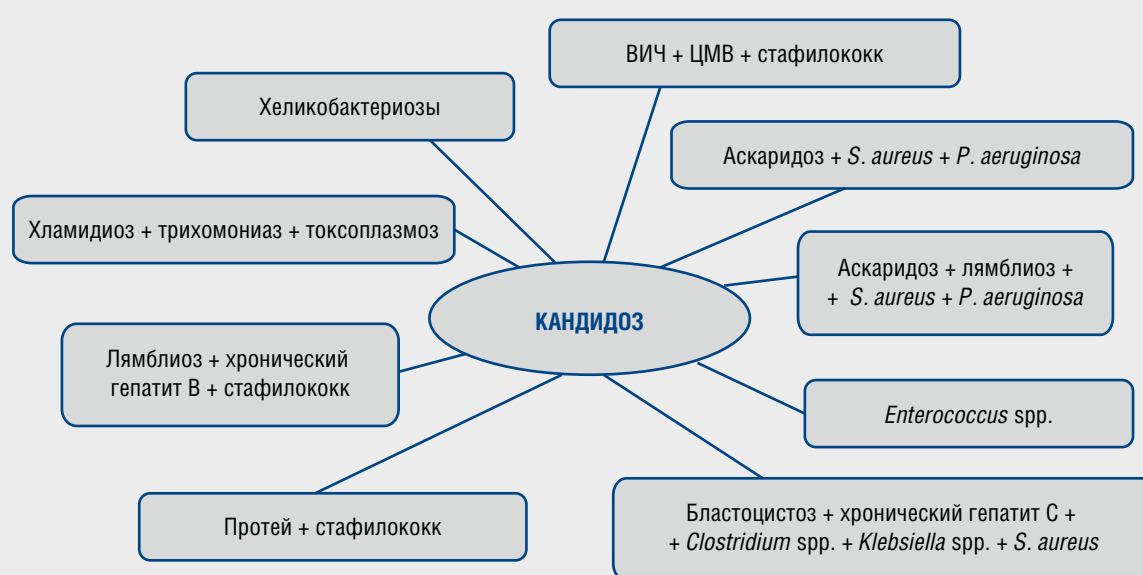 ВИЧ + ЦМВ + стафилококк
Хеликобактериозы
Аскаридоз + S. aureus + P. aeruginosa
Хламидиоз + трихомониаз + токсоплазмоз
Аскаридоз + лямблиоз +
+ S. aureus + P. aeruginosa
КАНДИДОЗ
Лямблиоз + хронический
гепатит В + стафилококк
Enterococcus spp.
Протей + стафилококк
Бластоцистоз + хронический гепатит С +
+ Clostridium spp. + Klebsiella spp. + S. aureus